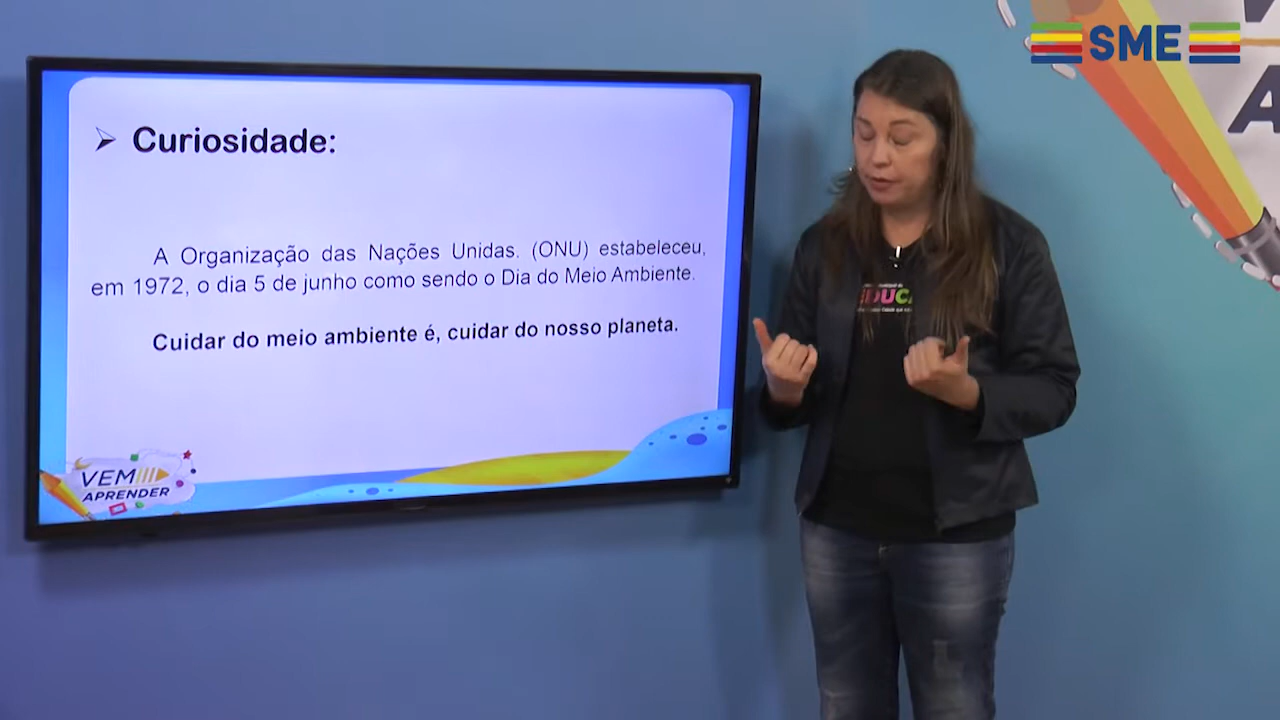 SME
➢ Curiosidade:
A Organização das Nações Unidas. (ONU) estabeleceu,
em 1972, o dia 5 de junho como sendo o Dia do Meio Ambiente.
Cuidar do meio ambiente é, cuidar do nosso planeta.
VEM
APRENDER
EDUCA